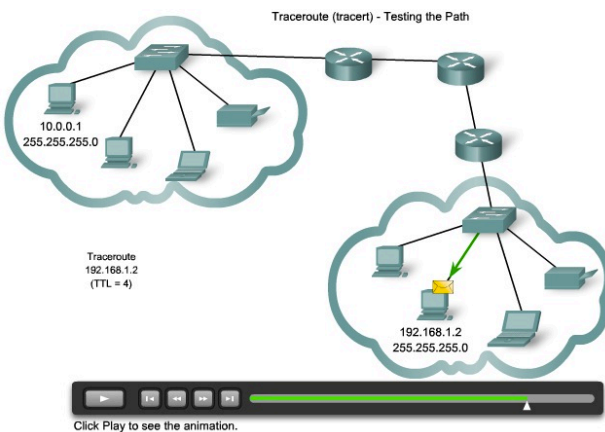 Traceroute (tracert) - Testing the Path
10.0.0.1
255.255.255.0
Traceroute
192.168.1.2
(TTL = 4)
192.168.1.2
255.255.255.0
Click Play to see the animation.